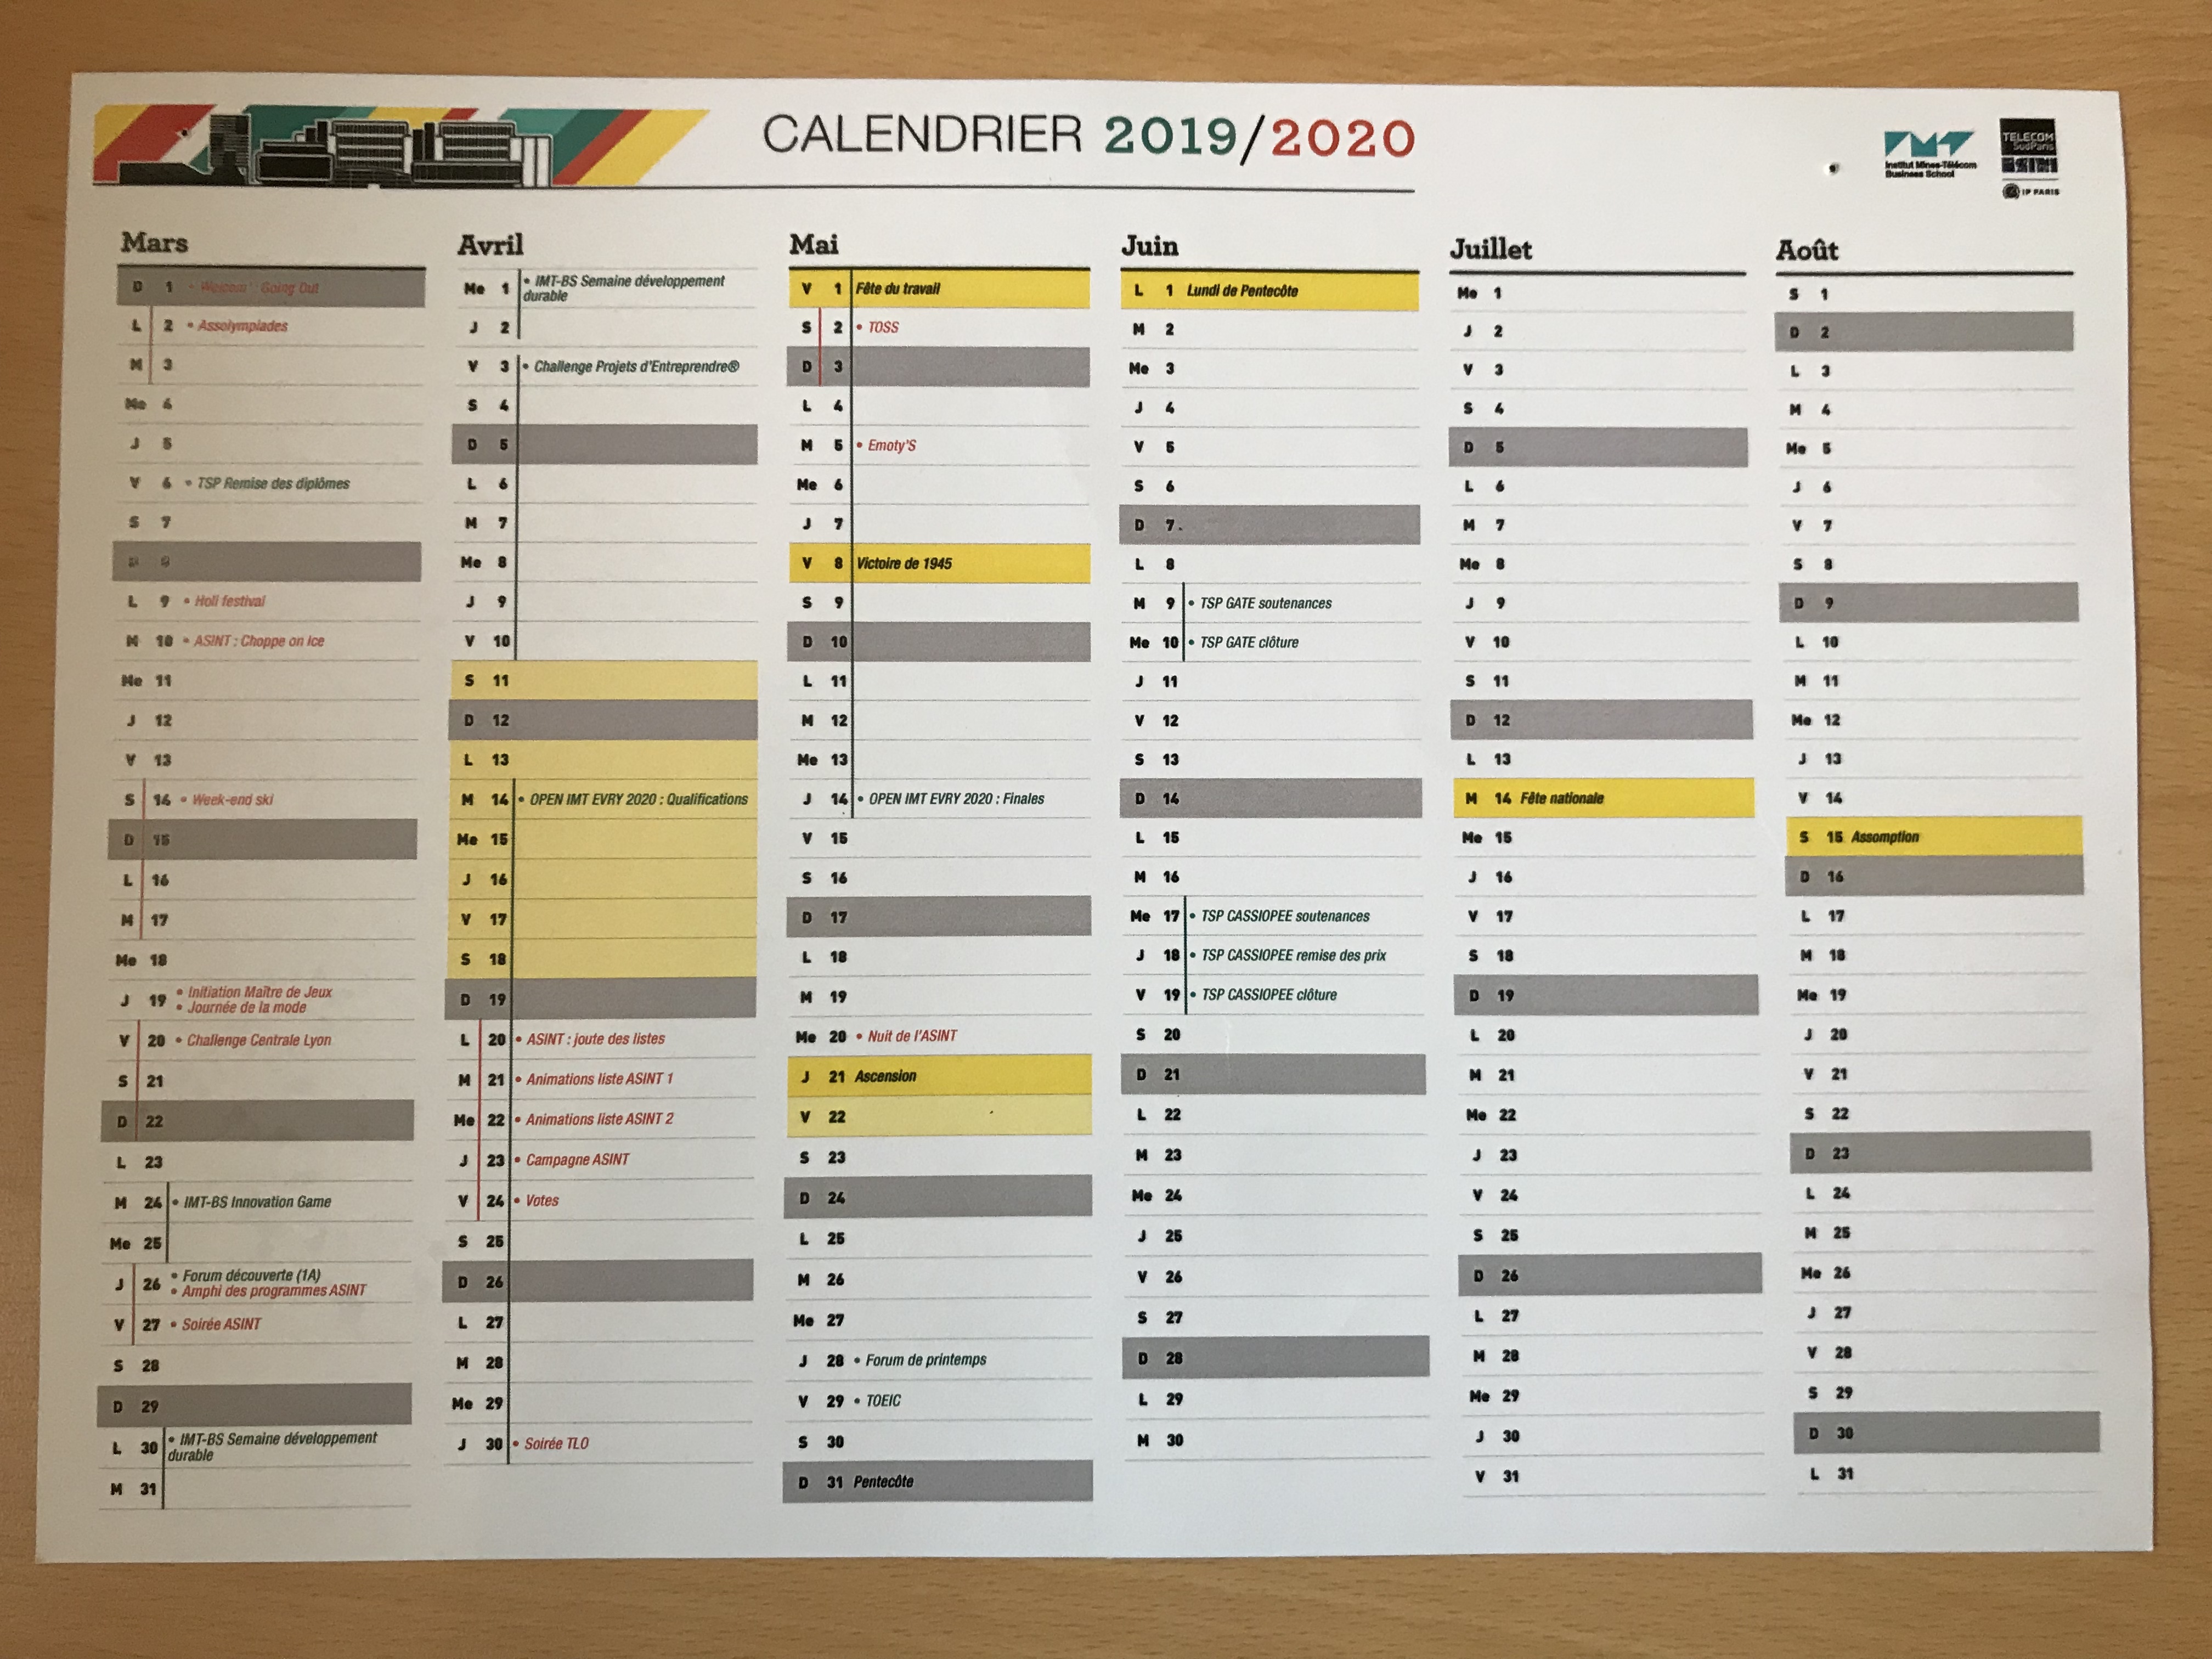 CALENDRIER 2019/2020
Institut Mines-Télécom
Business School
TELECOM
SudParis
IP PARIS
Mars
D 1 • Welcom' Going Out
L 2 • Assolympiades
M 3
Me 4
J 5
V 6 • TSP Remise des diplômes
S 7
D 8
L 9 • Holi festival
M 10 • ASINT : Choppe on ice
Me 11
J 12
V 13
S 14 • Week-end ski
D 15
L 16
M 17
Me 18
J 19 • Initiation Maître de Jeux
• Journée de la mode
V 20 • Challenge Centrale Lyon
S 21
D 22
L 23
M 24 • IMT-BS Innovation Game
Me 25
J 26 • Forum découverte (1A)
• Amphi des programmes ASINT
V 27 • Soirée ASINT
S 28
D 29
L 30 • IMT-BS Semaine développement
durable
M 31
Avril
Me 1 • IMT-BS Semaine développement
durable
J 2
V 3 • Challenge Projets d'Entreprendre®
S 4
D 5
L 6
M 7
Me 8
J 9
V 10
S 11
D 12
L 13
M 14 • OPEN IMT EVRY 2020 : Qualifications
Me 15
J 16
V 17
S 18
D 19
L 20 • ASINT : joute des listes
M 21 • Animations liste ASINT 1
Me 22 • Animations liste ASINT 2
J 23 • Campagne ASINT
V 24 • Votes
S 25
D 26
L 27
M 28
Me 29
J 30 • Soirée TLO
Mai
V 1 Fête du travail
S 2 • TOSS
D 3
L 4
M 5 • Emoty'S
Me 6
J 7
V 8 Victoire de 1945
S 9
D 10
L 11
M 12
Me 13
J 14 • OPEN IMT EVRY 2020 : Finales
V 15
S 16
D 17
L 18
M 19
Me 20 • Nuit de l'ASINT
J 21 Ascension
V 22
S 23
D 24
L 25
M 26
Me 27
J 28 • Forum de printemps
V 29 • TOEIC
S 30
D 31 Pentecôte
Juin
L 1 Lundi de Pentecôte
M 2
Me 3
J 4
V 5
S 6
D 7
L 8
M 9 • TSP GATE soutenances
Me 10 • TSP GATE clôture
J 11
V 12
S 13
D 14
L 15
M 16
Me 17 • TSP CASSIOPEE soutenances
J 18 • TSP CASSIOPEE remise des prix
V 19 • TSP CASSIOPEE clôture
S 20
D 21
L 22
M 23
Me 24
J 25
V 26
S 27
D 28
L 29
M 30
Juillet
Me 1
J 2
V 3
S 4
D 5
L 6
M 7
Me 8
J 9
V 10
S 11
D 12
L 13
M 14 Fête nationale
Me 15
J 16
V 17
S 18
D 19
L 20
M 21
Me 22
J 23
V 24
S 25
D 26
L 27
M 28
Me 29
J 30
V 31
Août
S 1
D 2
L 3
M 4
Me 5
J 6
V 7
S 8
D 9
L 10
M 11
Me 12
J 13
V 14
S 15 Assomption
D 16
L 17
M 18
Me 19
J 20
V 21
S 22
D 23
L 24
M 25
Me 26
J 27
V 28
S 29
D 30
L 31